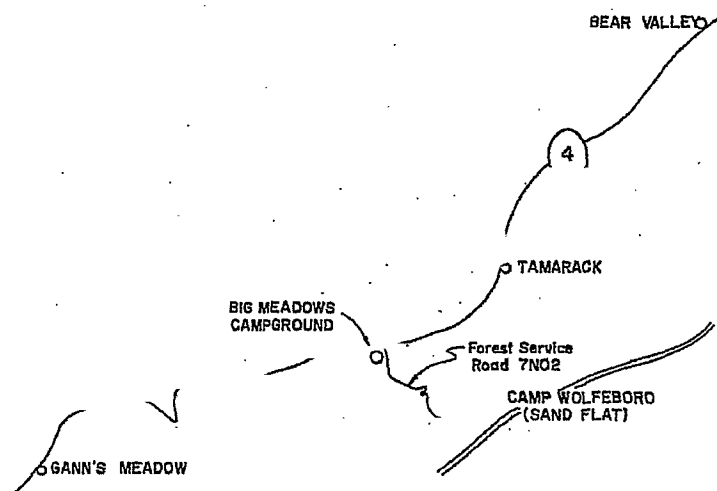 BEAR VALLEY
4
TAMARACK
BIG MEADOWS
CAMPGROUND
Forest Service
Road 7N02
CAMP WOLFEBORO
(SAND FLAT)
GANN'S MEADOW